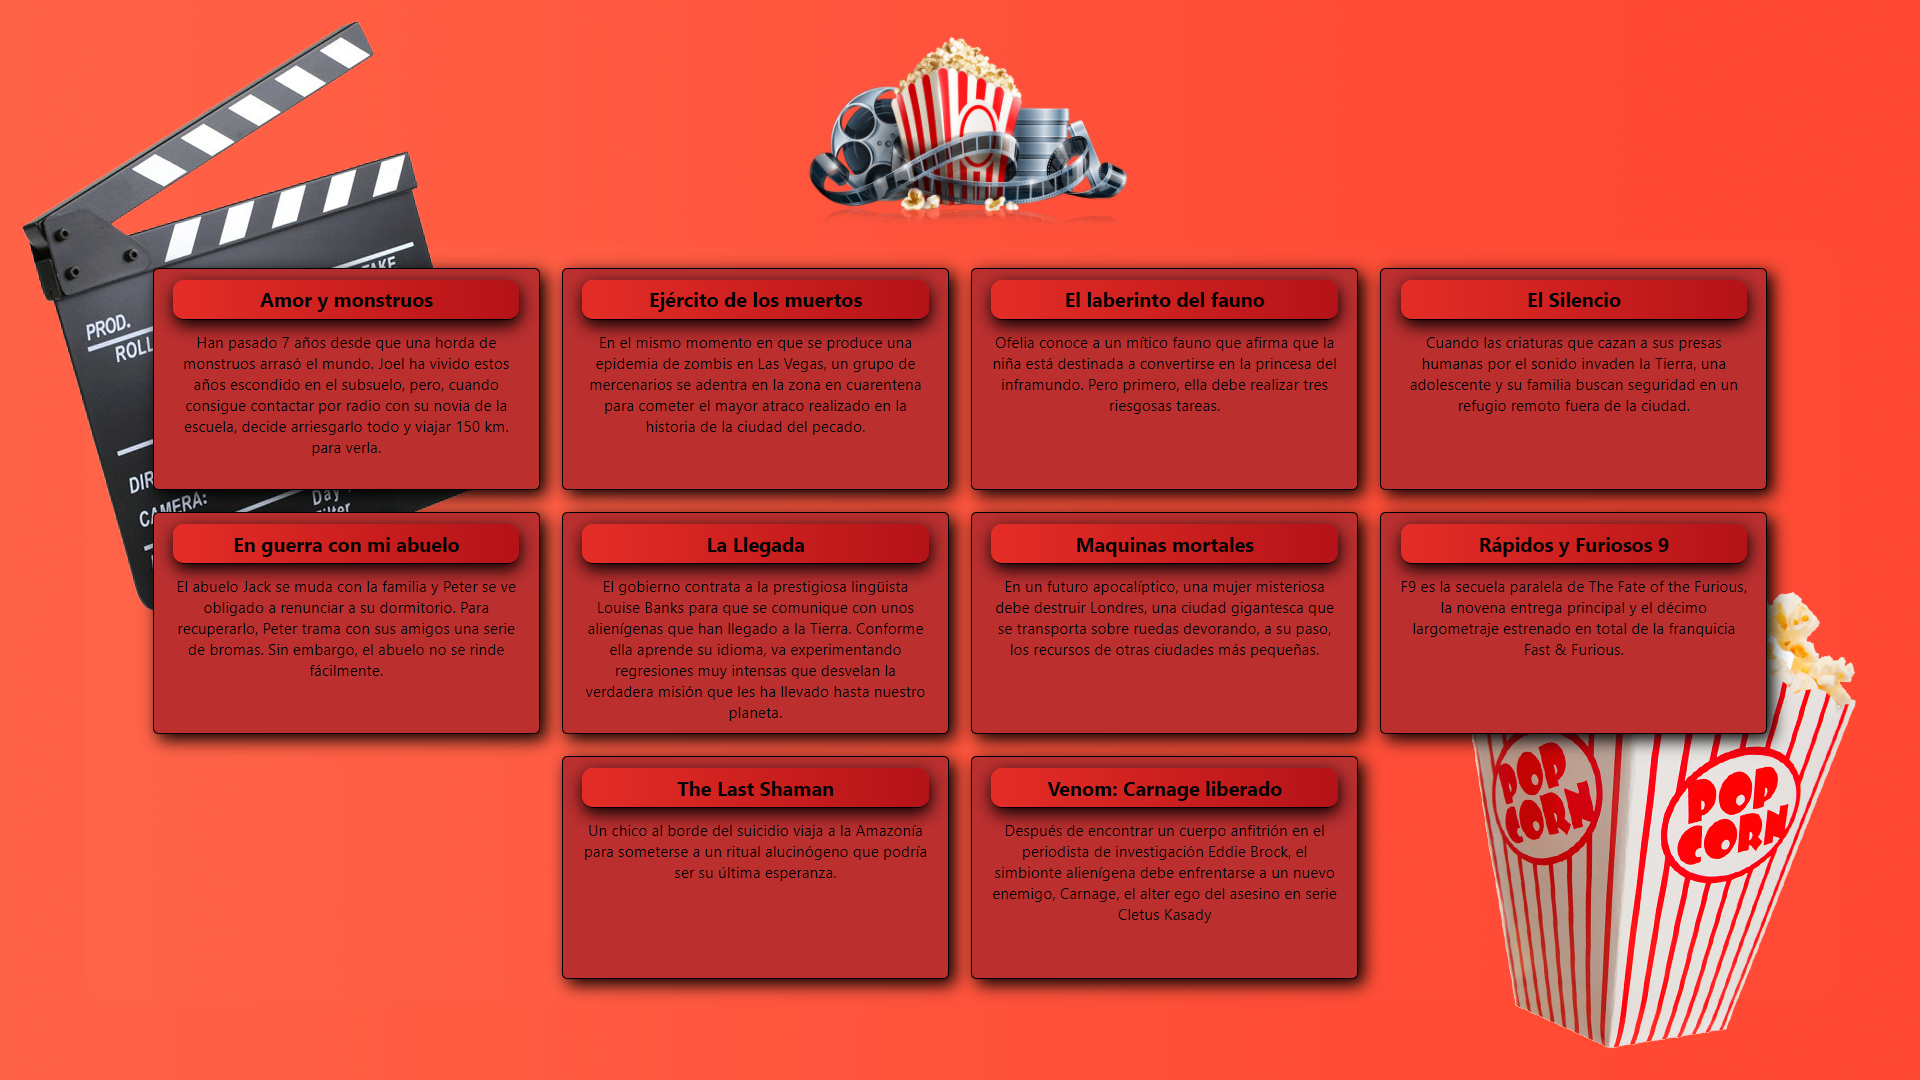 TAKE
PROD.
ROLL
DIR
CAMERA:
Day
Filter
Amor y monstruos
Han pasado 7 años desde que una horda de
monstruos arrasó el mundo. Joel ha vivido estos
años escondido en el subsuelo, pero, cuando
consigue contactar por radio con su novia de la
escuela, decide arriesgarlo todo y viajar 150 km.
para verla.
Ejército de los muertos
En el mismo momento en que se produce una
epidemia de zombis en Las Vegas, un grupo de
mercenarios se adentra en la zona en cuarentena
para cometer el mayor atraco realizado en la
historia de la ciudad del pecado.
El laberinto del fauno
Ofelia conoce a un mítico fauno que afirma que la
niña está destinada a convertirse en la princesa del
inframundo. Pero primero, ella debe realizar tres
riesgosas tareas.
El Silencio
Cuando las criaturas que cazan a sus presas
humanas por el sonido invaden la Tierra, una
adolescente y su familia buscan seguridad en un
refugio remoto fuera de la ciudad.
En guerra con mi abuelo
El abuelo Jack se muda con la familia y Peter se ve
obligado a renunciar a su dormitorio. Para
recuperarlo, Peter trama con sus amigos una serie
de bromas. Sin embargo, el abuelo no se rinde
fácilmente.
La Llegada
El gobierno contrata a la prestigiosa lingüista
Louise Banks para que se comunique con unos
alienígenas que han llegado a la Tierra. Conforme
ella aprende su idioma, va experimentando
regresiones muy intensas que desvelan la
verdadera misión que les ha llevado hasta nuestro
planeta.
Maquinas mortales
En un futuro apocalíptico, una mujer misteriosa
debe destruir Londres, una ciudad gigantesca que
se transporta sobre ruedas devorando, a su paso,
los recursos de otras ciudades más pequeñas.
Rápidos y Furiosos 9
F9 es la secuela paralela de The Fate of the Furious,
la novena entrega principal y el décimo
largometraje estrenado en total de la franquicia
Fast & Furious.
The Last Shaman
Un chico al borde del suicidio viaja a la Amazonía
para someterse a un ritual alucinógeno que podría
ser su última esperanza.
Venom: Carnage liberado
Después de encontrar un cuerpo anfitrión en el
periodista de investigación Eddie Brock, el
simbionte alienígena debe enfrentarse a un nuevo
enemigo, Carnage, el alter ego del asesino en serie
Cletus Kasady
POP
CORN
POP
CORN